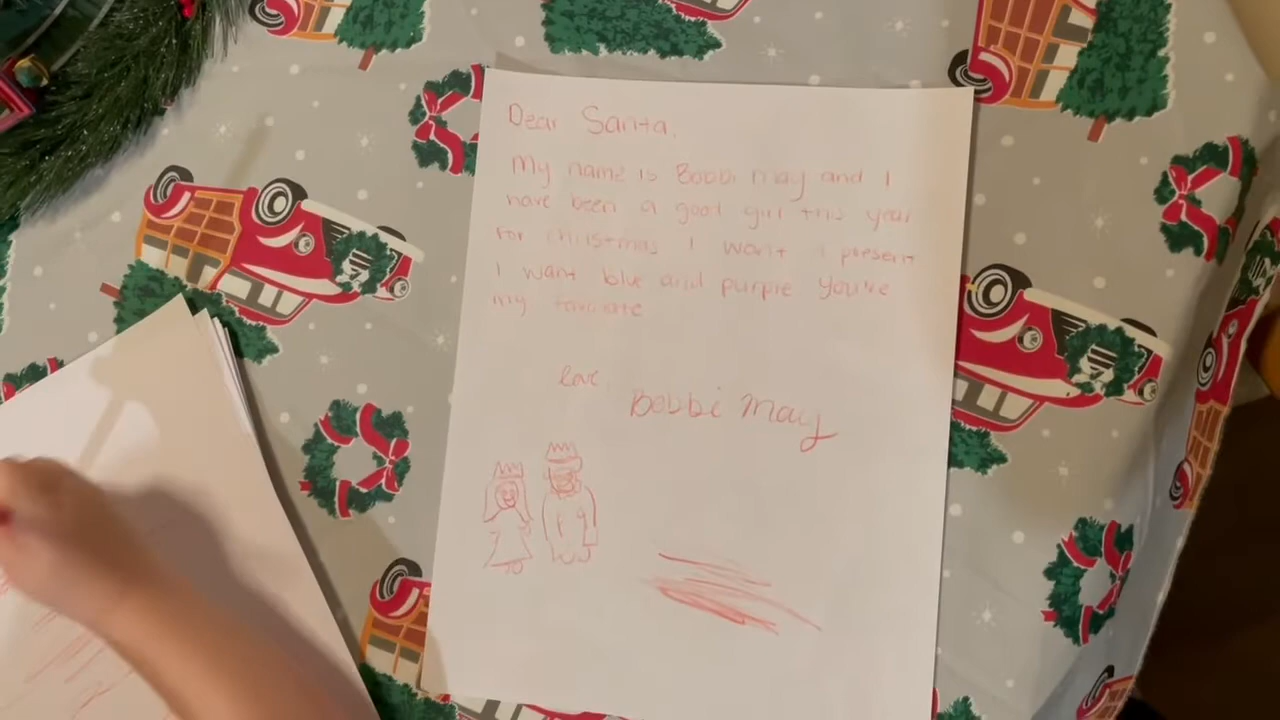 Dear Santa,
My name is Bobbi May and I
have been a good girl this year
for christmas I want 1 present
I want blue and purple You're
my favorite
love,
Bobbi May